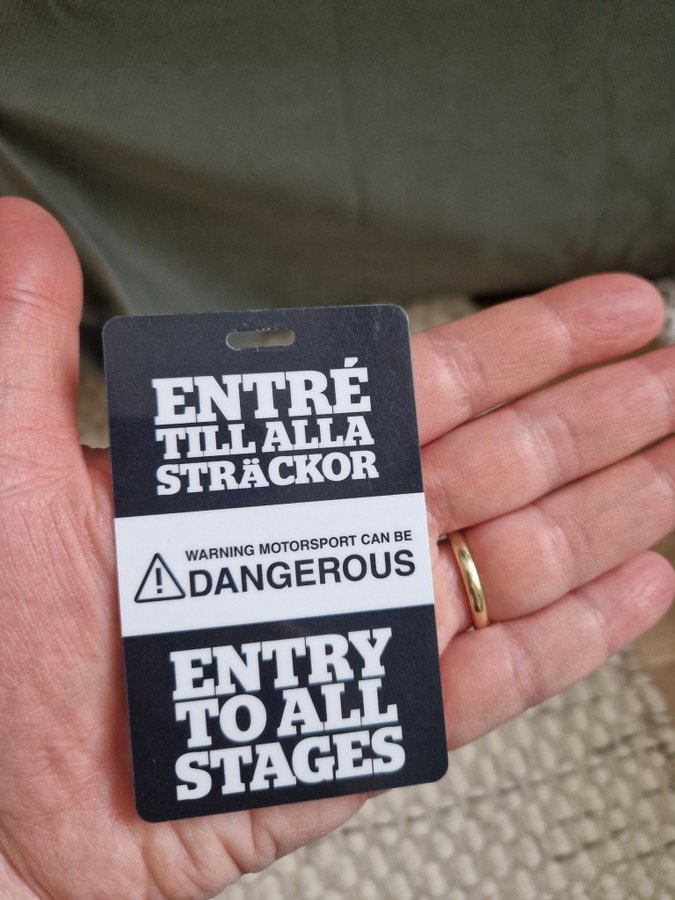 ENTRÉ
TILL ALLA
STRÄCKOR
WARNING MOTORSPORT CAN BE
DANGEROUS
ENTRY
TO ALL
STAGES